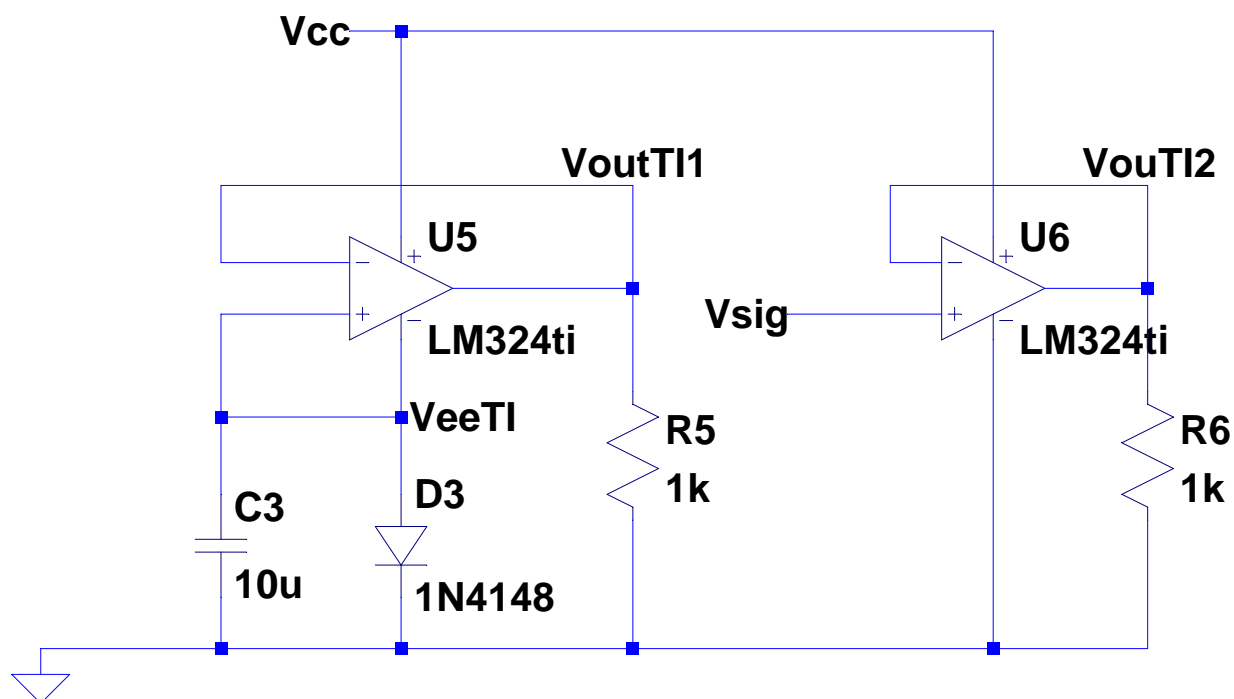 Vcc
VoutTI1
VouTI2
U5
U6
Vsig
LM324ti
LM324ti
VeeTI
R5
R6
1k
1k
C3
D3
10u
1N4148